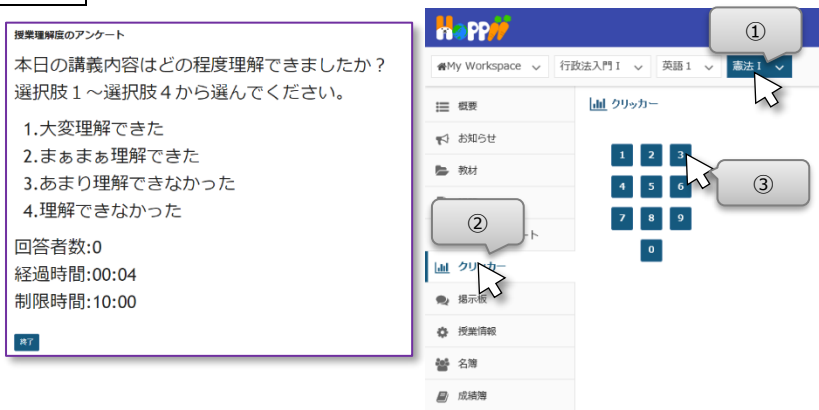 授業理解度のアンケート
本日の講義内容はどの程度理解できましたか？
選択肢１～選択肢４から選んでください。
1.大変理解できた
2.まぁまぁ理解できた
3.あまり理解できなかった
4.理解できなかった
回答者数:0
経過時間:00:04
制限時間:10:00
終了
Hoppii
①
My Workspace 行政法入門Ⅰ 英語１ 憲法Ⅰ
概要
お知らせ
教材
②
ート
クリッカー
掲示板
授業情報
名簿
成績簿
クリッカー
1 2 3
4 5 6
7 8 9
0
③